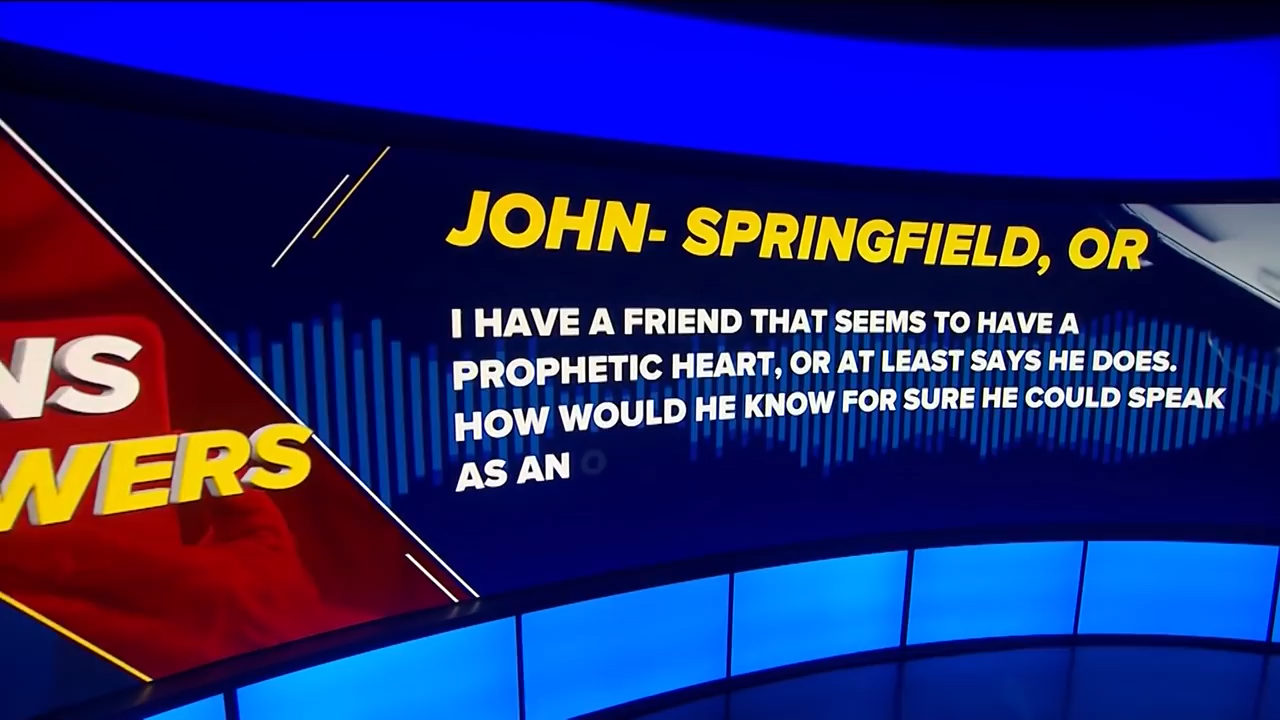 NS
WERS
JOHN- SPRINGFIELD, OR
I HAVE A FRIEND THAT SEEMS TO HAVE A
PROPHETIC HEART, OR AT LEAST SAYS HE DOES.
HOW WOULD HE KNOW FOR SURE HE COULD SPEAK
AS AN O